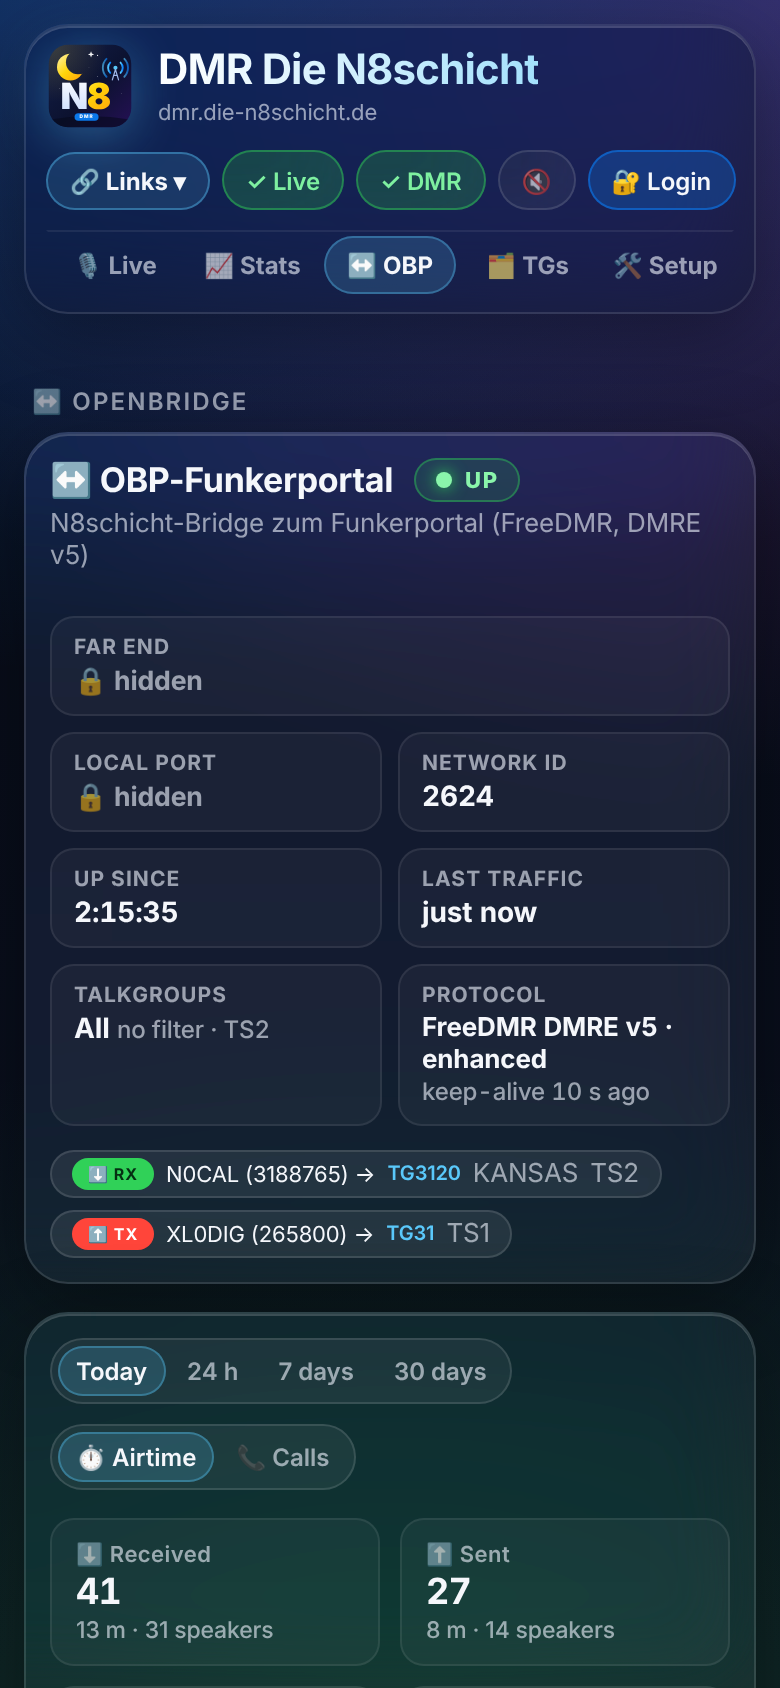 N8
DMR
DMR Die N8schicht
dmr.die-n8schicht.de
🔗 Links ▾
✓ Live
✓ DMR
🔇
🔐 Login
🎙️ Live
📈 Stats
↔️ OBP
🗂️ TGs
🛠️ Setup
↔️ OPENBRIDGE
↔️ OBP-Funkerportal
UP
N8schicht-Bridge zum Funkerportal (FreeDMR, DMRE
v5)
FAR END
🔒 hidden
LOCAL PORT
🔒 hidden
NETWORK ID
2624
UP SINCE
2:15:35
LAST TRAFFIC
just now
TALKGROUPS
All no filter · TS2
PROTOCOL
FreeDMR DMRE v5 ·
enhanced
keep-alive 10 s ago
⬇️ RX N0CAL (3188765) → TG3120 KANSAS TS2
⬆️ TX XL0DIG (265800) → TG31 TS1
Today 24 h 7 days 30 days
⏱️ Airtime 📞 Calls
⬇️ Received
41
13 m · 31 speakers
⬆️ Sent
27
8 m · 14 speakers